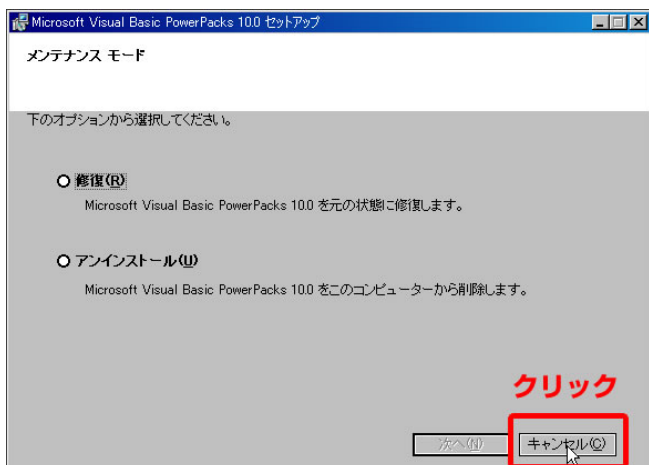 Microsoft Visual Basic PowerPacks 10.0 セットアップ
メンテナンス モード
下のオプションから選択してください。
修復(R)
Microsoft Visual Basic PowerPacks 10.0 を元の状態に修復します。
アンインストール(U)
Microsoft Visual Basic PowerPacks 10.0 をこのコンピューターから削除します。
クリック
次へ(N)
キャンセル(C)